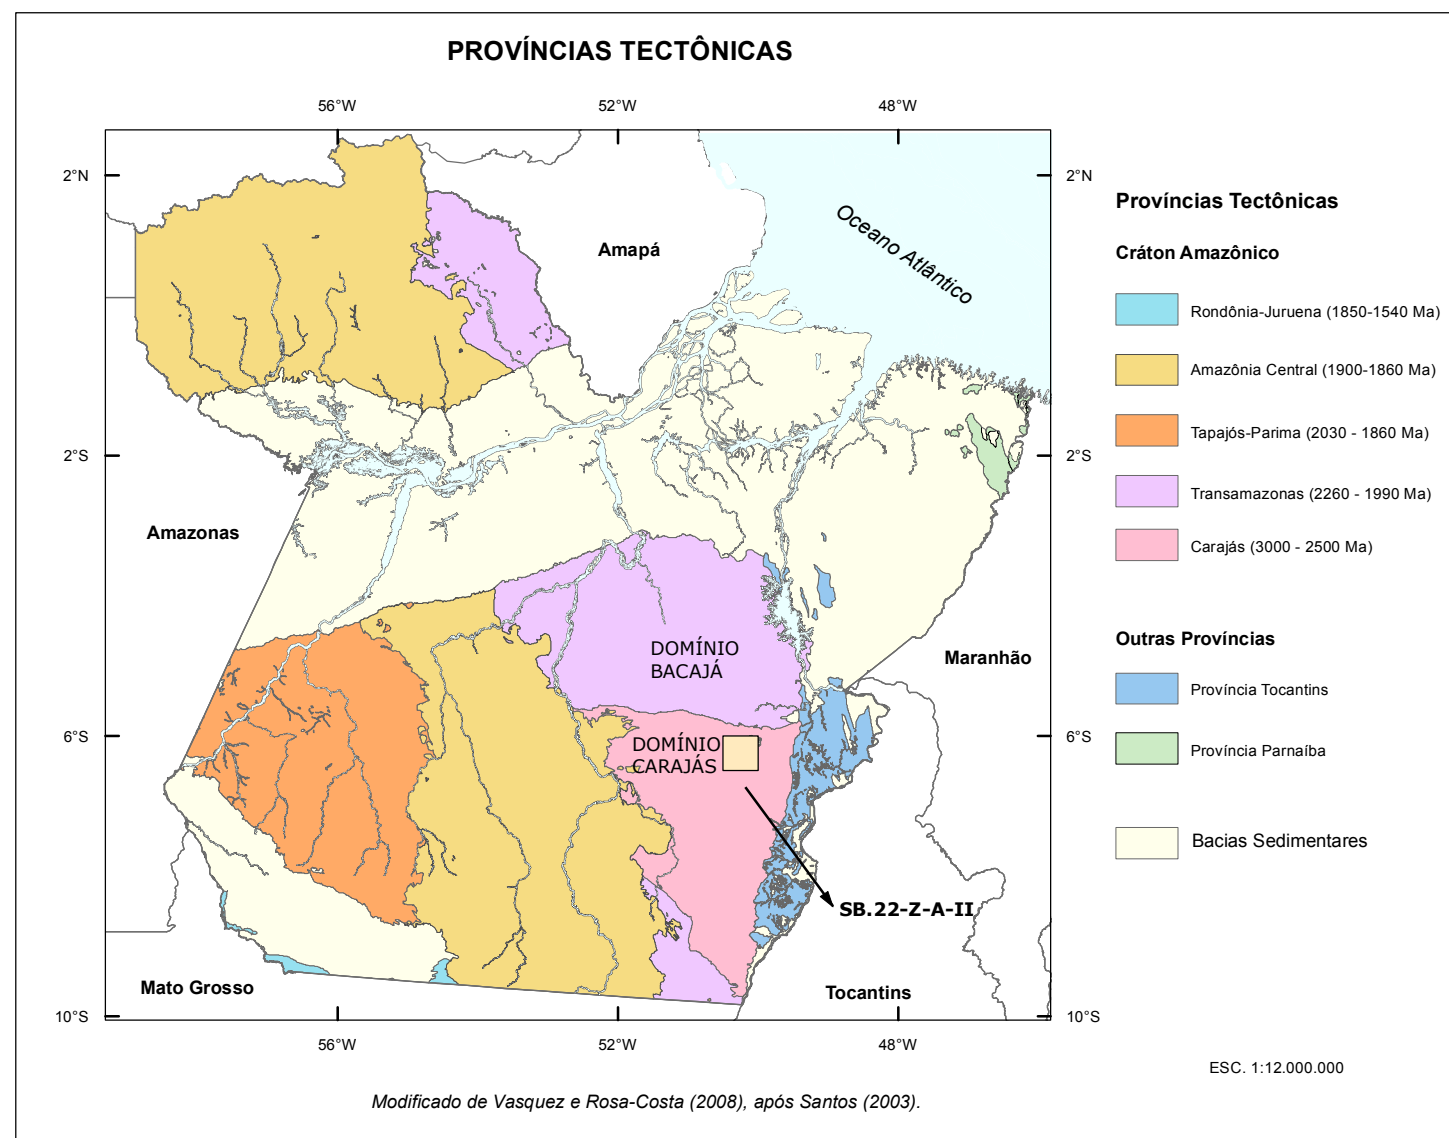 PROVÍNCIAS TECTÔNICAS
56°W
52°W
48°W
2°N
2°N
Oceano Atlântico
Amapá
2°S
2°S
Amazonas
DOMÍNIO
BACAJÁ
Maranhão
6°S
6°S
DOMÍNIO
CARAJÁS
SB.22-Z-A-II
Mato Grosso
Tocantins
10°S
10°S
56°W
52°W
48°W
Províncias Tectônicas
Cráton Amazônico
Rondônia-Juruena (1850-1540 Ma)
Amazônia Central (1900-1860 Ma)
Tapajós-Parima (2030 - 1860 Ma)
Transamazonas (2260 - 1990 Ma)
Carajás (3000 - 2500 Ma)
Outras Províncias
Província Tocantins
Província Parnaíba
Bacias Sedimentares
ESC. 1:12.000.000
Modificado de Vasquez e Rosa-Costa (2008), após Santos (2003).